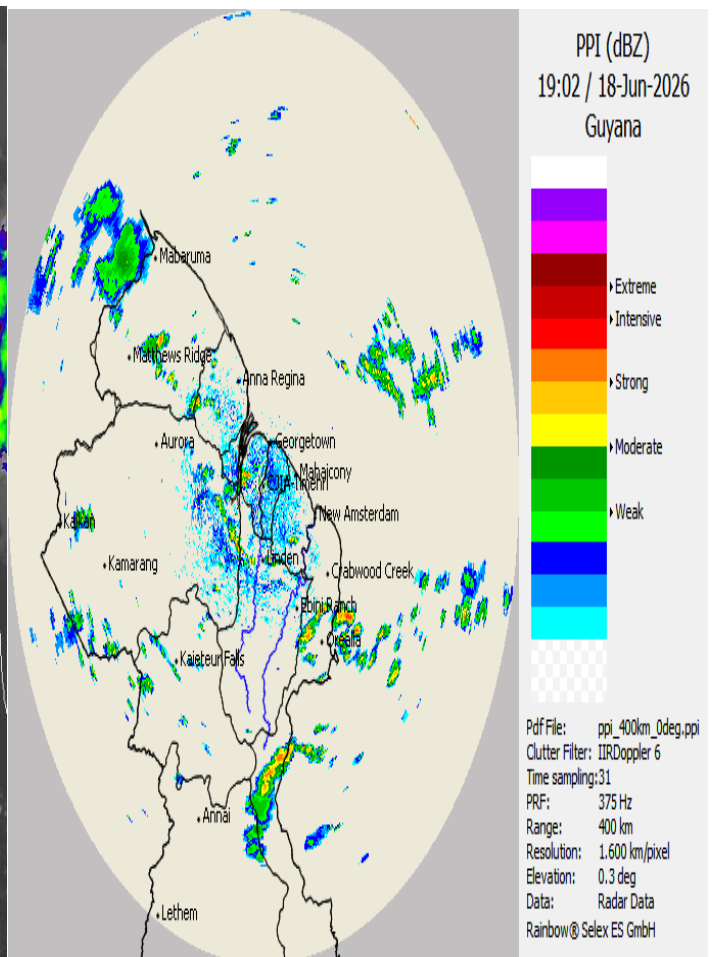 PPI (dBZ)
19:02 / 18-Jun-2026
Guyana
Extreme
Intensive
Strong
Moderate
Weak
Mabaruma
Matthews Ridge
Anna Regina
Aurora
Georgetown
Mahaicony
CJIA-Timehri
New Amsterdam
Kaikan
Linden
Kamarang
Crabwood Creek
Ebini Ranch
Orealla
Kaieteur Falls
Annai
Lethem
Pdf File: ppi_400km_0deg.ppi
Clutter Filter: IIRDoppler 6
Time sampling:31
PRF: 375 Hz
Range: 400 km
Resolution: 1.600 km/pixel
Elevation: 0.3 deg
Data: Radar Data
Rainbow® Selex ES GmbH